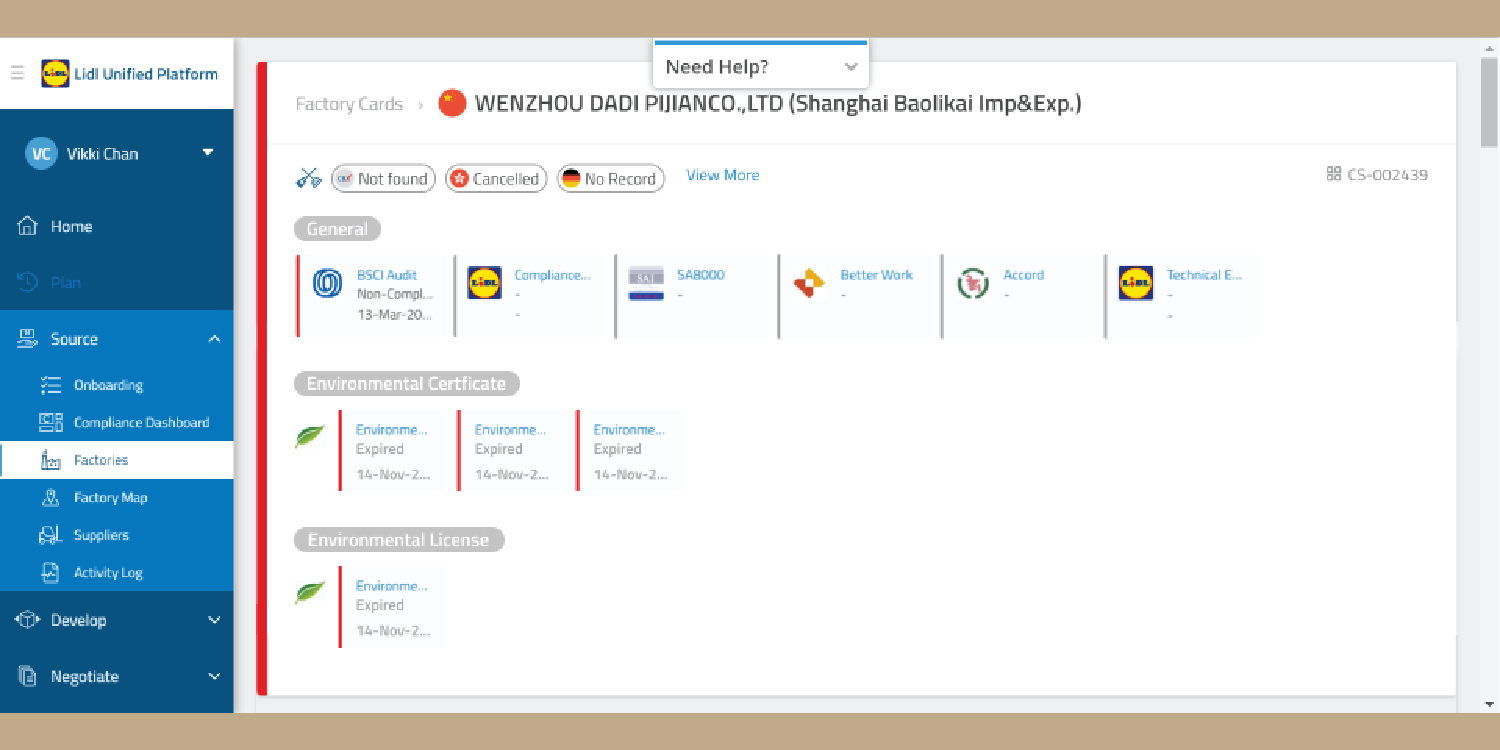 Need Help?
Lidl Unified Platform
VC Vikki Chan
Home
Plan
Source
Onboarding
Compliance Dashboard
Factories
Factory Map
Suppliers
Activity Log
Develop
Negotiate
Factory Cards › WENZHOU DADI PIJIANCO.,LTD (Shanghai Baolikai Imp&Exp.)
Not found Cancelled No Record View More CS-002439
General
BSCI Audit Compliance... SA8000 Better Work Accord Technical E...
Non-Compl... - - - - -
13-Mar-20... - -
Environmental Certficate
Environme... Environme... Environme...
Expired Expired Expired
14-Nov-2... 14-Nov-2... 14-Nov-2...
Environmental License
Environme...
Expired
14-Nov-2...